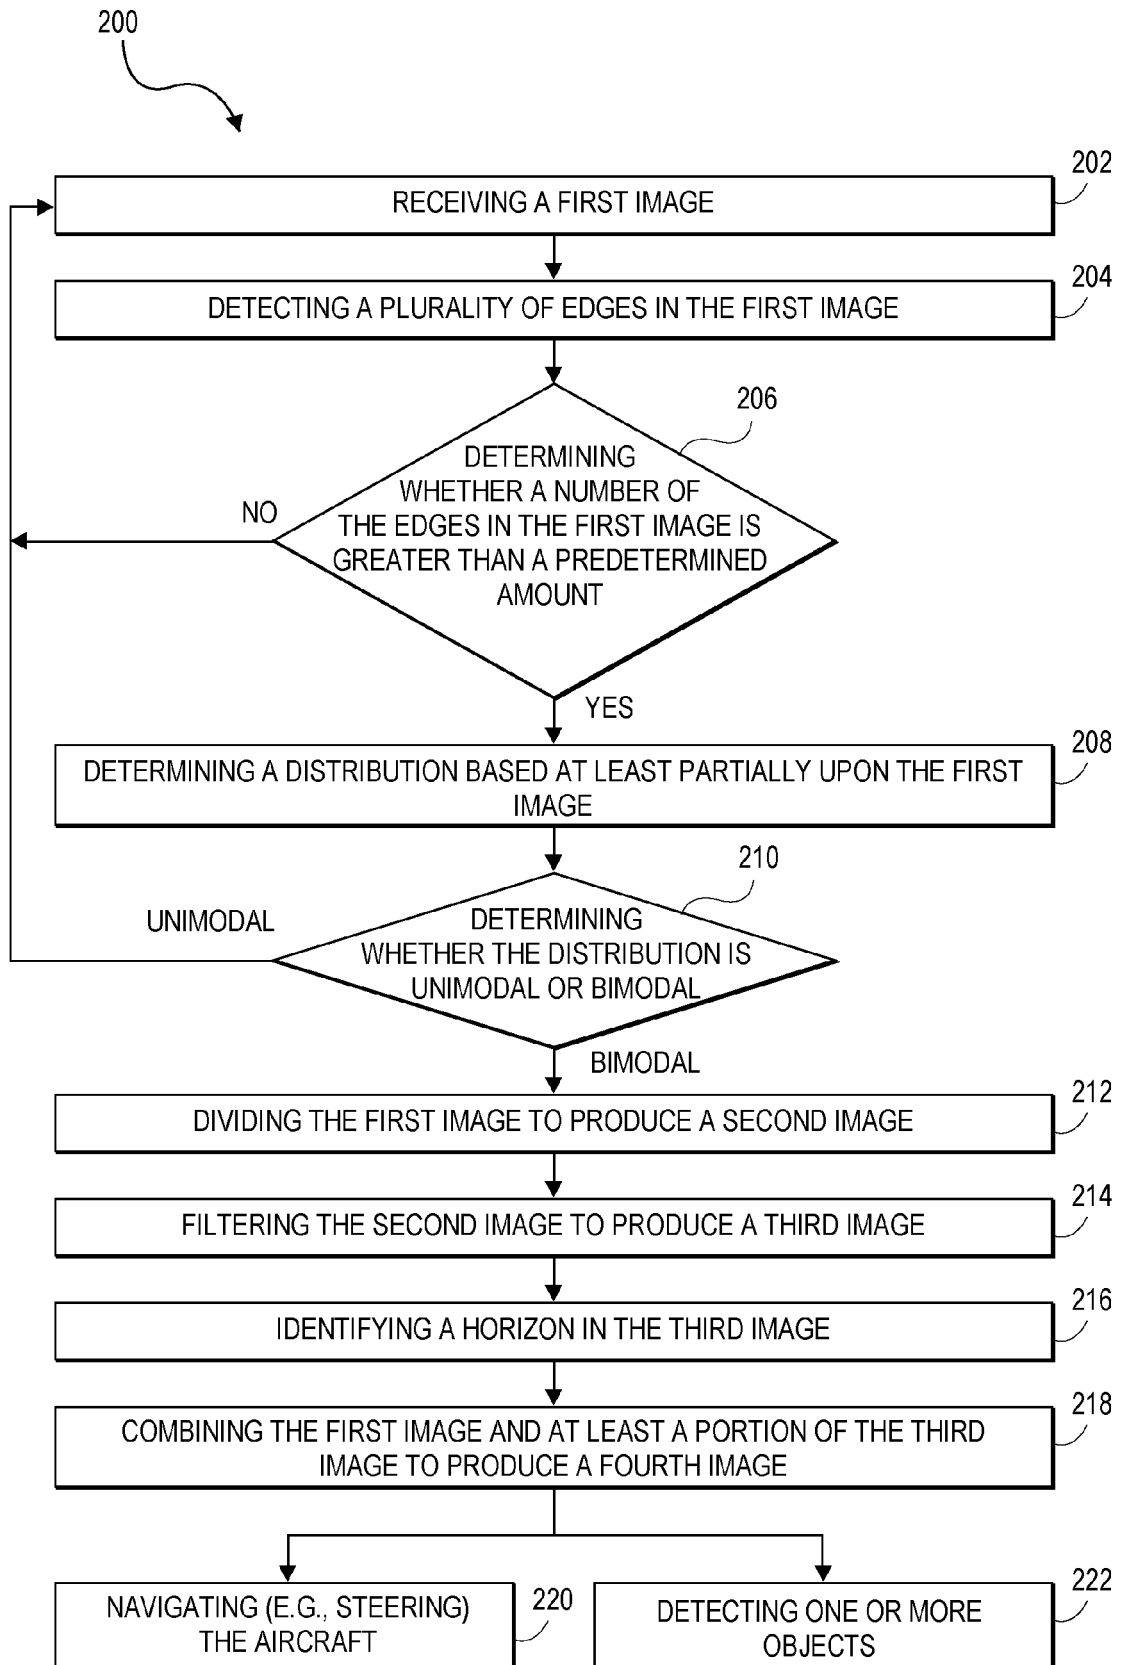 200
202
RECEIVING A FIRST IMAGE
204
DETECTING A PLURALITY OF EDGES IN THE FIRST IMAGE
206
DETERMINING
WHETHER A NUMBER OF
THE EDGES IN THE FIRST IMAGE IS
GREATER THAN A PREDETERMINED
AMOUNT
NO
YES
208
DETERMINING A DISTRIBUTION BASED AT LEAST PARTIALLY UPON THE FIRST
IMAGE
210
UNIMODAL
DETERMINING
WHETHER THE DISTRIBUTION IS
UNIMODAL OR BIMODAL
BIMODAL
212
DIVIDING THE FIRST IMAGE TO PRODUCE A SECOND IMAGE
214
FILTERING THE SECOND IMAGE TO PRODUCE A THIRD IMAGE
216
IDENTIFYING A HORIZON IN THE THIRD IMAGE
218
COMBINING THE FIRST IMAGE AND AT LEAST A PORTION OF THE THIRD
IMAGE TO PRODUCE A FOURTH IMAGE
NAVIGATING (E.G., STEERING)
THE AIRCRAFT
220
DETECTING ONE OR MORE
OBJECTS
222